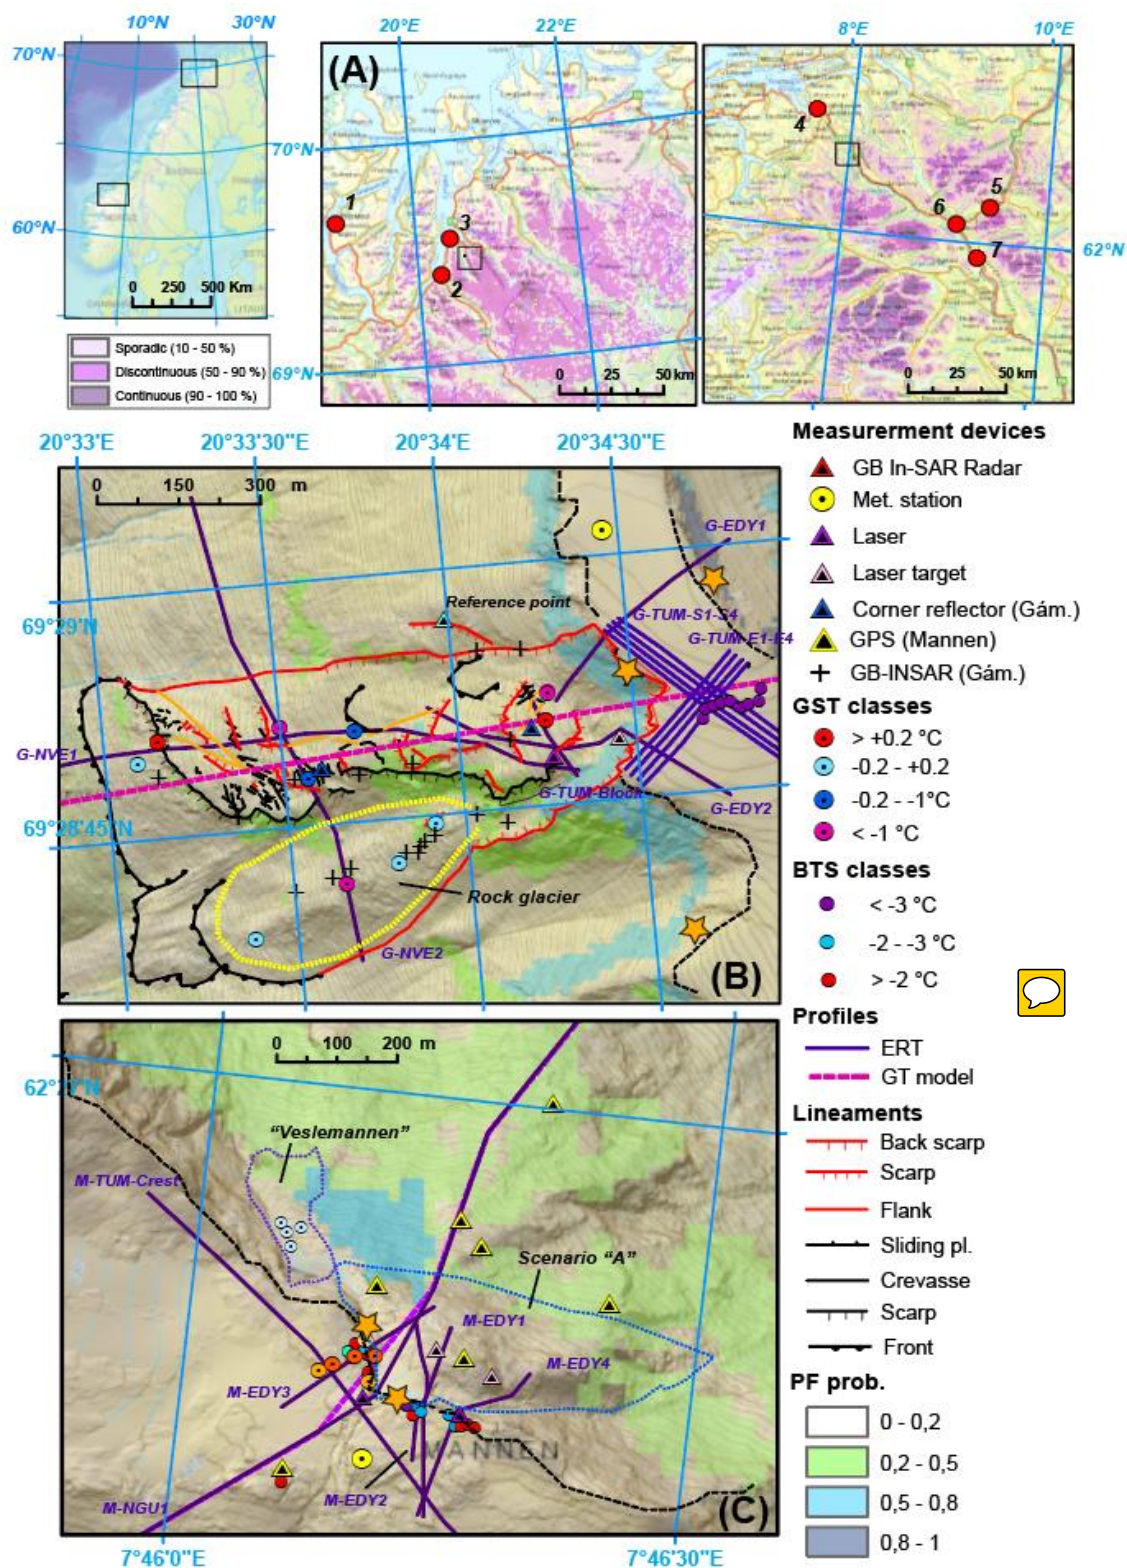 10°N
30°N
20°E
22°E
8°E
10°E
70°N
60°N
0 250 500 Km
Sporadic (10 - 50 %)
Discontinuous (50 - 90 %)
Continuous (90 - 100 %)
(A)
70°N
69°N
1
2
3
0 25 50 km
4
5
6
7
62°N
0 25 50 km
20°33'E
20°33'30"E
20°34'E
20°34'30"E
0 150 300 m
69°29'N
69°28'45"N
G-EDY1
Reference point
G-TUM-S1-S4
G-TUM-E1-E4
G-NVE1
G-TUM-Block
G-EDY2
Rock glacier
G-NVE2
(B)
0 100 200 m
"Veslemannen"
M-TUM-Crest
Scenario "A"
M-EDY1
M-EDY4
M-EDY3
MANNEN
M-EDY2
M-NGU1
(C)
7°46'0"E
7°46'30"E
Measurerment devices
GB In-SAR Radar
Met. station
Laser
Laser target
Corner reflector (Gám.)
GPS (Mannen)
GB-INSAR (Gám.)
GST classes
> +0.2 °C
-0.2 - +0.2
-0.2 - -1°C
< -1 °C
BTS classes
< -3 °C
-2 - -3 °C
> -2 °C
Profiles
ERT
GT model
Lineaments
Back scarp
Scarp
Flank
Sliding pl.
Crevasse
Scarp
Front
PF prob.
0 - 0,2
0,2 - 0,5
0,5 - 0,8
0,8 - 1